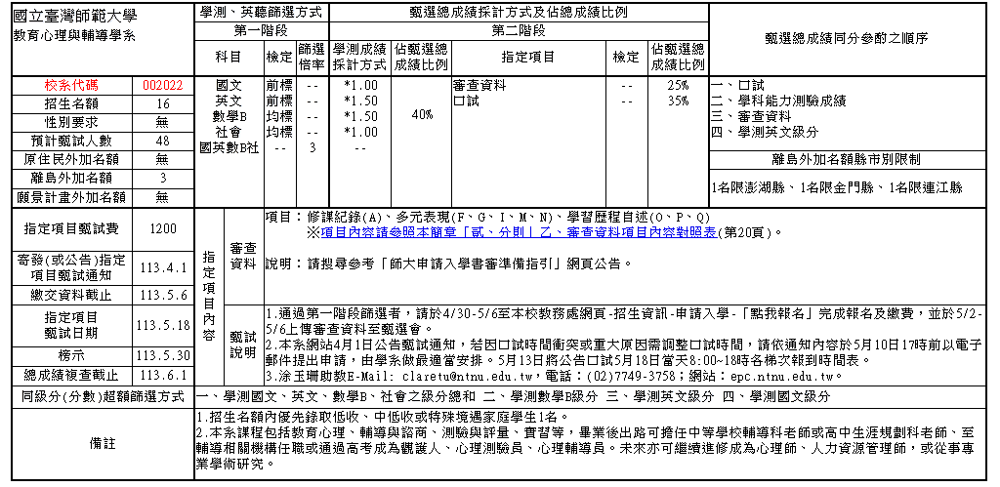 國立臺灣師範大學
教育心理與輔導學系
學測、英聽篩選方式
甄選總成績採計方式及佔總成績比例
甄選總成績同分參酌之順序
第一階段
第二階段
科目
檢定
篩選
倍率
學測成績
採計方式
佔甄選總
成績比例
指定項目
檢定
佔甄選總
成績比例
校系代碼 002022
招生名額 16
性別要求 無
預計甄試人數 48
原住民外加名額 無
離島外加名額 3
願景計畫外加名額 無
國文 前標 -- *1.00
英文 前標 -- *1.50
數學B 均標 -- *1.50
社會 均標 -- *1.00
國英數B社 -- 3 --
40%
審查資料 -- 25%
口試 -- 35%
一、口試
二、學科能力測驗成績
三、審查資料
四、學測英文級分
離島外加名額縣市別限制
1名限澎湖縣、1名限金門縣、1名限連江縣
指定項目甄試費 1200
寄發(或公告)指定
項目甄試通知 113.4.1
繳交資料截止 113.5.6
指定項目
甄試日期 113.5.18
榜示 113.5.30
總成績複查截止 113.6.1
指定項目內容
審查
資料
項目：修課紀錄(A)、多元表現(F、G、I、M、N)、學習歷程自述(O、P、Q)
※項目內容請參照本簡章「貳、分則」乙、審查資料項目內容對照表(第20頁)。
說明：請搜尋參考「師大申請入學書審準備指引」網頁公告。
甄試
說明
1.通過第一階段篩選者，請於4/30-5/6至本校教務處網頁-招生資訊-申請入學-「點我報名」完成報名及繳費，並於5/2-
5/6上傳審查資料至甄選會。
2.本系網站4月1日公告甄試通知，若因口試時間衝突或重大原因需調整口試時間，請依通知內容於5月10日17時前以電子
郵件提出申請，由學系做最適當安排。5月13日將公告口試5月18日當天8:00~18時各梯次報到時間表。
3.涂玉珊助教E-Mail: claretu@ntnu.edu.tw，電話：(02)7749-3758；網站：epc.ntnu.edu.tw。
同級分(分數)超額篩選方式 一、學測國文、英文、數學B、社會之級分總和 二、學測數學B級分 三、學測英文級分 四、學測國文級分
備註
1.招生名額內優先錄取低收、中低收或特殊境遇家庭學生1名。
2.本系課程包括教育心理、輔導與諮商、測驗與評量、實習等，畢業後出路可擔任中等學校輔導科老師或高中生涯規劃科老師、至
輔導相關機構任職或通過高考成為觀護人、心理測驗員、心理輔導員。未來亦可繼續進修成為心理師、人力資源管理師，或從事專
業學術研究。